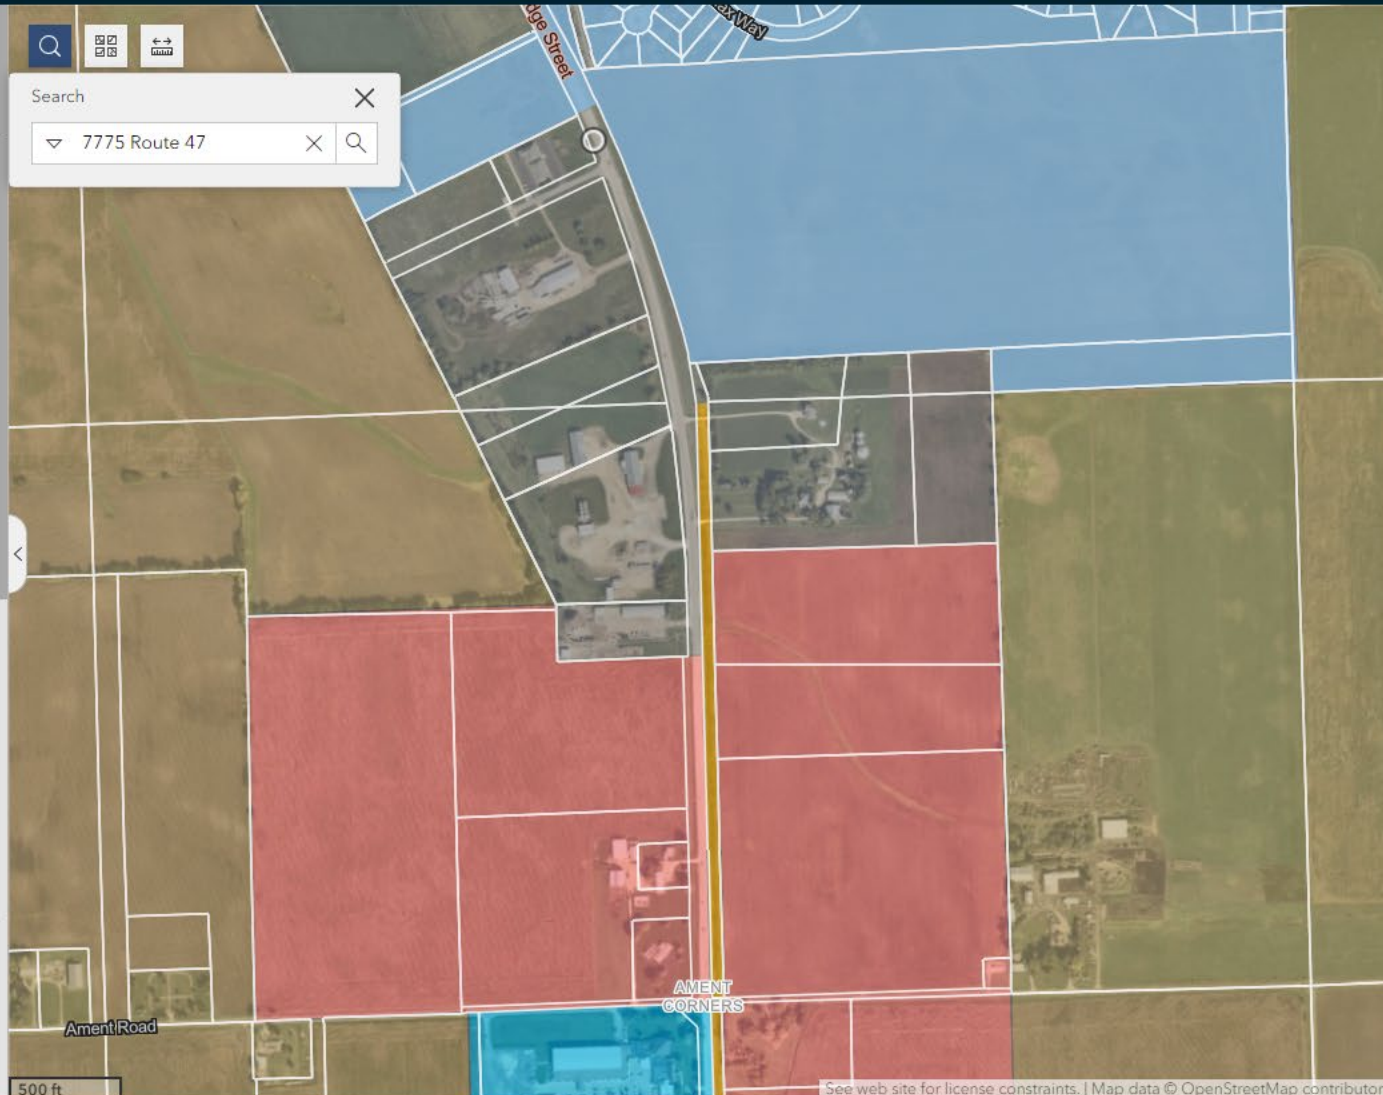 Search
7775 Route 47
dge Street
ax Way
AMENT
CORNERS
Ament Road
500 ft
See web site for license constraints. | Map data © OpenStreetMap contributor